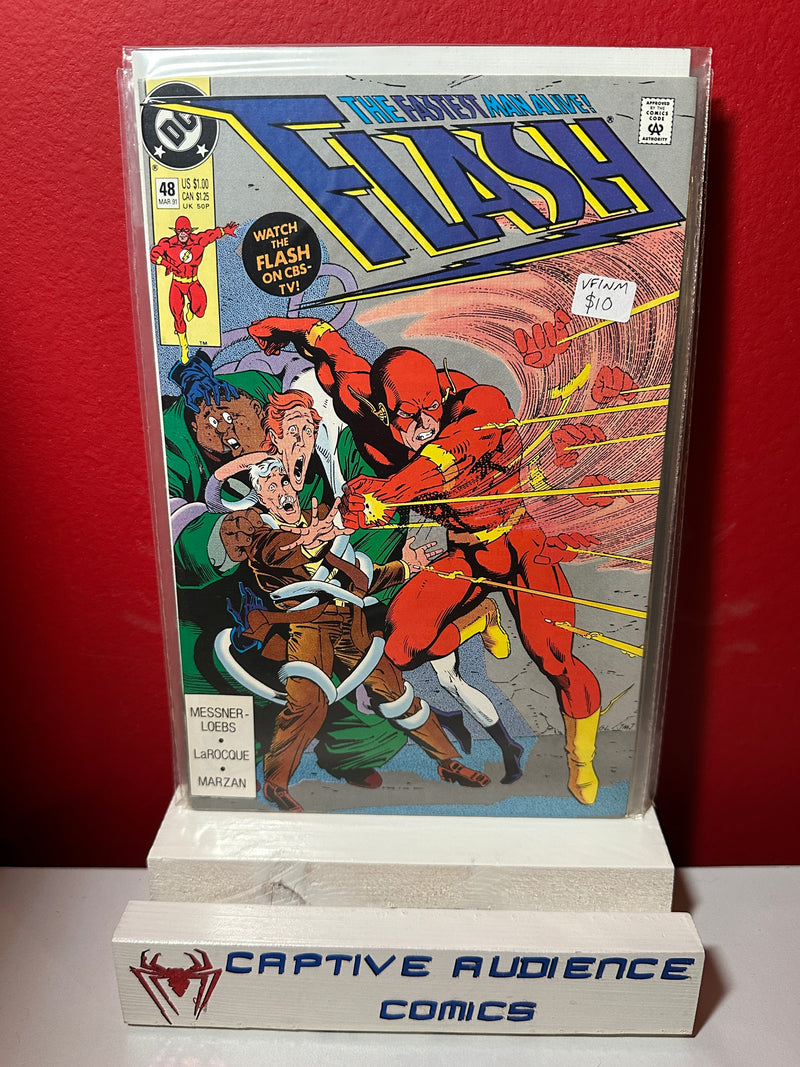 THE FASTEST MAN ALIVE!
FLASH®
DC
®
APPROVED
BY THE
COMICS
CODE
CA
AUTHORITY
48
MAR 91
US $1.00
CAN $1.25
UK 50P
TM
WATCH
THE
FLASH
ON CBS-
TV!
VF/NM
$10
MESSNER-
LOEBS
•
LaROCQUE
•
MARZAN
CAPTIVE AUDIENCE
COMICS